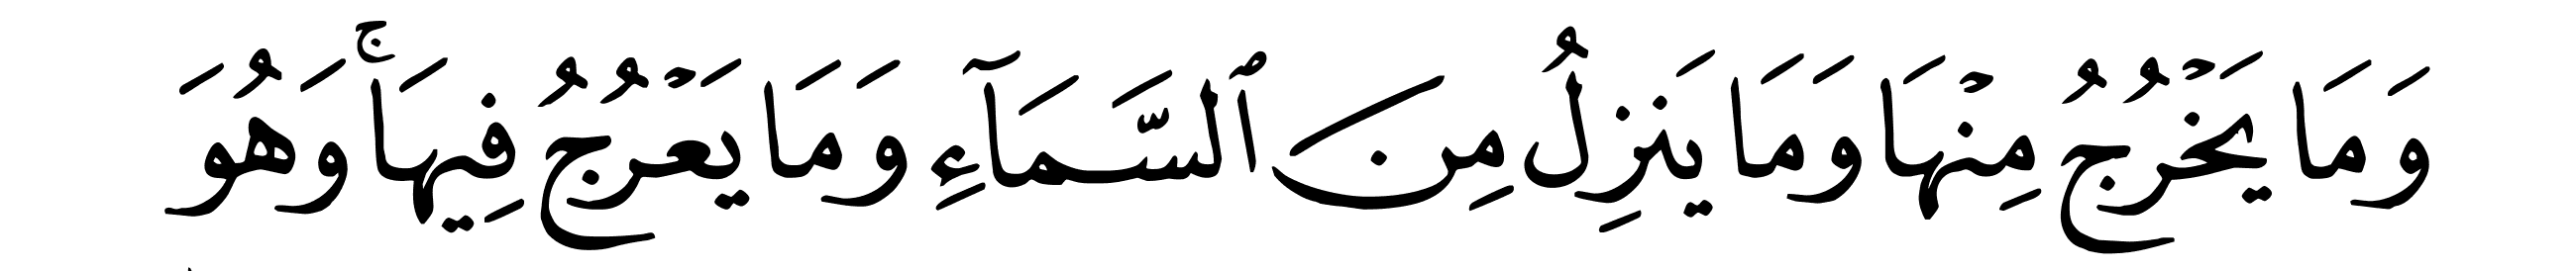 وَمَا يَخْرُجُ مِنْهَا وَمَا يَنزِلُ مِنَ ٱلسَّمَآءِ وَمَا يَعْرُجُ فِيهَا ۚ وَهُوَ